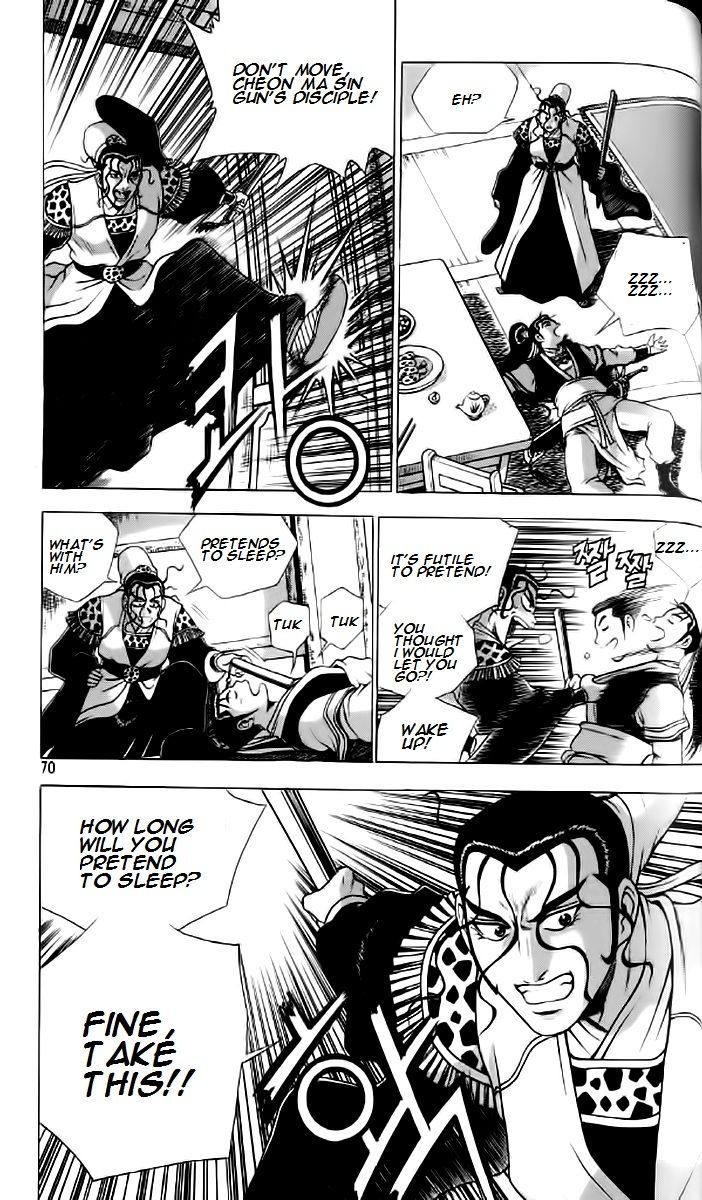 DON'T MOVE,
CHEON MA SIN
GUN'S DISCIPLE!
EH?
ZZZ...
ZZZ...
WHAT'S
WITH
HIM?
PRETENDS
TO SLEEP?
TUK
TUK
IT'S FUTILE
TO PRETEND!
YOU
THOUGHT
I WOULD
LET YOU
GO?!
WAKE
UP!
짤
짤
ZZZ...
70
HOW LONG
WILL YOU
PRETEND
TO SLEEP?
FINE,
TAKE
THIS!!